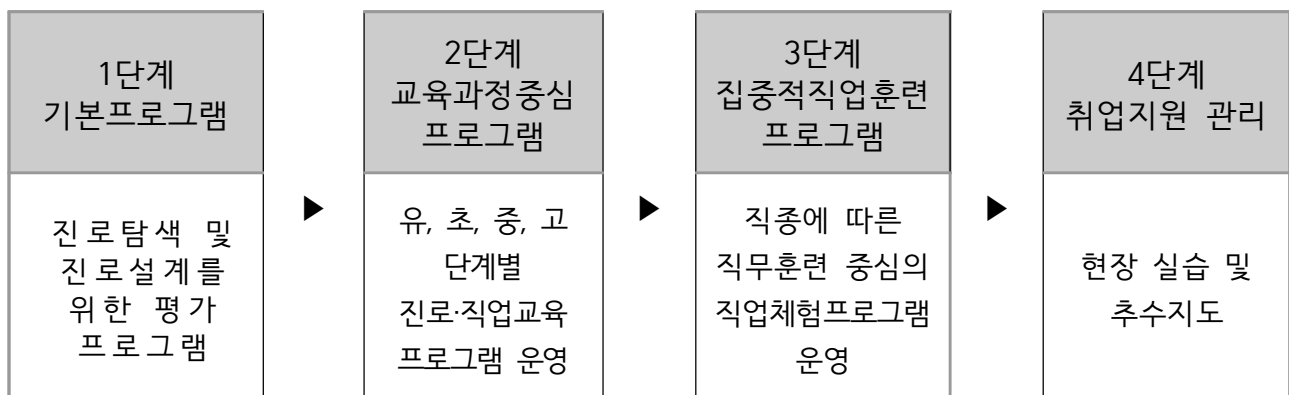 1단계
기본프로그램
진로탐색 및
진로설계를
위한 평가
프로그램
▶
2단계
교육과정중심
프로그램
유, 초, 중, 고
단계별
진로·직업교육
프로그램 운영
▶
3단계
집중적직업훈련
프로그램
직종에 따른
직무훈련 중심의
직업체험프로그램
운영
▶
4단계
취업지원 관리
현장 실습 및
추수지도